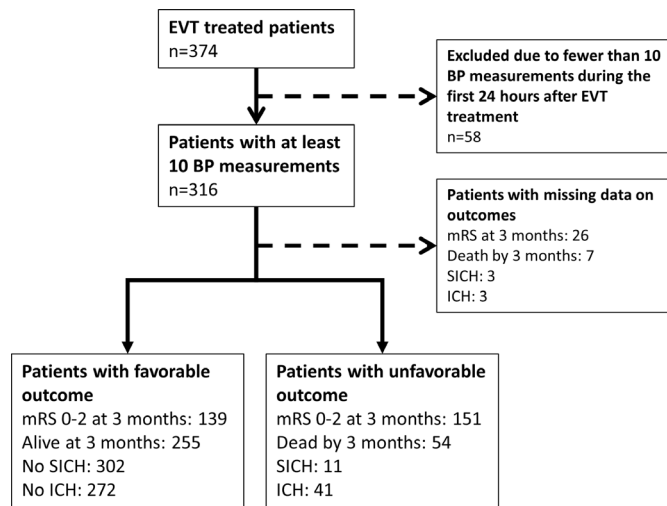 EVT treated patients
n=374
Excluded due to fewer than 10
BP measurements during the
first 24 hours after EVT
treatment
n=58
Patients with at least
10 BP measurements
n=316
Patients with missing data on
outcomes
mRS at 3 months: 26
Death by 3 months: 7
SICH: 3
ICH: 3
Patients with favorable
outcome
mRS 0-2 at 3 months: 139
Alive at 3 months: 255
No SICH: 302
No ICH: 272
Patients with unfavorable
outcome
mRS 0-2 at 3 months: 151
Dead by 3 months: 54
SICH: 11
ICH: 41